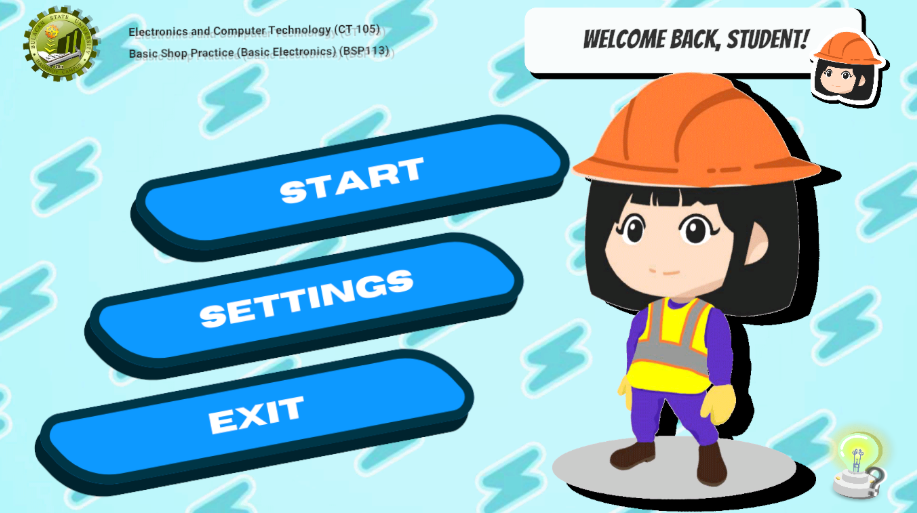 Electronics and Computer Technology (CT 105)
Basic Shop Practice (Basic Electronics) (BSP113)
WELCOME BACK, STUDENT!
START
SETTINGS
EXIT
?